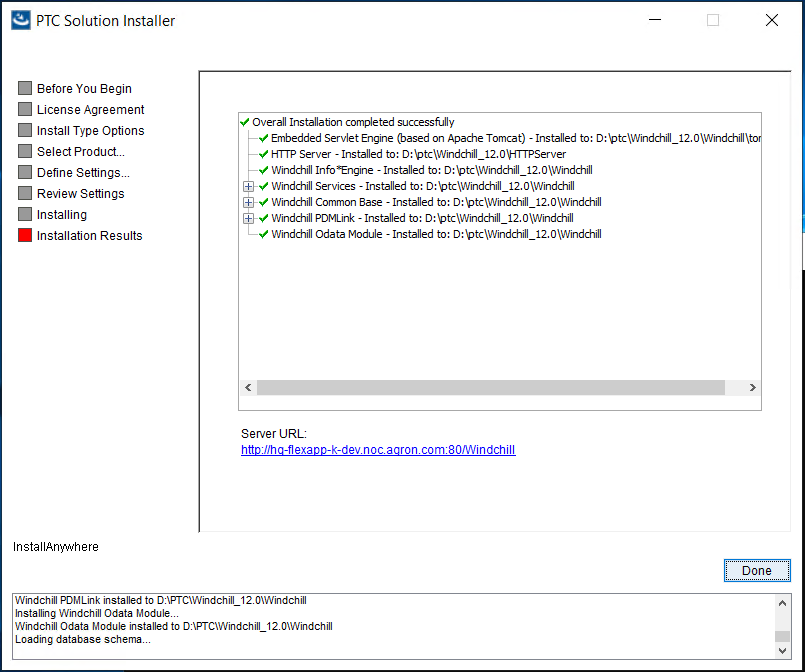 PTC Solution Installer
Before You Begin
License Agreement
Install Type Options
Select Product...
Define Settings...
Review Settings
Installing
Installation Results
Overall Installation completed successfully
Embedded Servlet Engine (based on Apache Tomcat) - Installed to: D:\ptc\Windchill_12.0\Windchill\tor
HTTP Server - Installed to: D:\ptc\Windchill_12.0\HTTPServer
Windchill Info*Engine - Installed to: D:\ptc\Windchill_12.0\Windchill
Windchill Services - Installed to: D:\ptc\Windchill_12.0\Windchill
Windchill Common Base - Installed to: D:\ptc\Windchill_12.0\Windchill
Windchill PDMLink - Installed to: D:\ptc\Windchill_12.0\Windchill
Windchill Odata Module - Installed to: D:\ptc\Windchill_12.0\Windchill
Server URL:
http://hq-flexapp-k-dev.noc.agron.com:80/Windchill
InstallAnywhere
Done
Windchill PDMLink installed to D:\PTC\Windchill_12.0\Windchill
Installing Windchill Odata Module...
Windchill Odata Module installed to D:\PTC\Windchill_12.0\Windchill
Loading database schema...